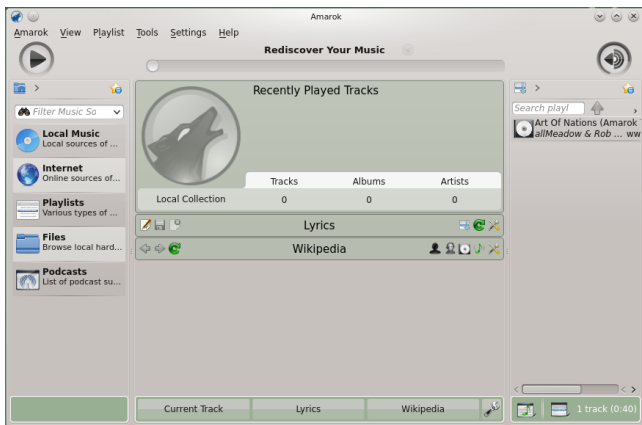 Amarok
Amarok View Playlist Tools Settings Help
Rediscover Your Music
Filter Music So
Local Music
Local sources of ...
Internet
Online sources of...
Playlists
Various types of ...
Files
Browse local hard...
Podcasts
List of podcast su...
Recently Played Tracks
Tracks Albums Artists
Local Collection 0 0 0
Lyrics
Wikipedia
Search playl
Art Of Nations (Amarok
allMeadow & Rob ... ww
Current Track Lyrics Wikipedia
1 track (0:40)